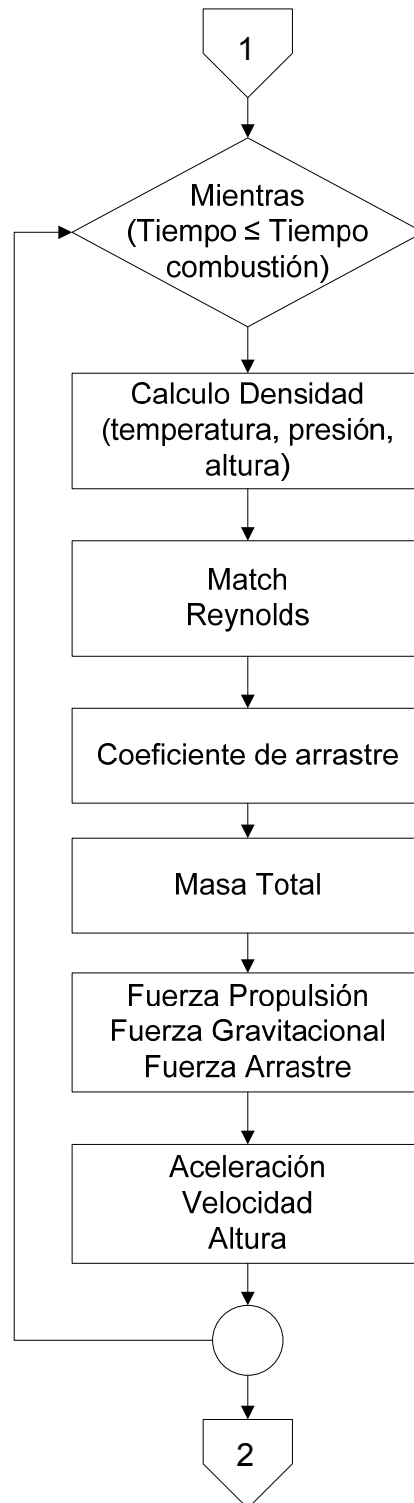 1
Mientras
(Tiempo ≤ Tiempo
combustión)
Calculo Densidad
(temperatura, presión,
altura)
Match
Reynolds
Coeficiente de arrastre
Masa Total
Fuerza Propulsión
Fuerza Gravitacional
Fuerza Arrastre
Aceleración
Velocidad
Altura
2